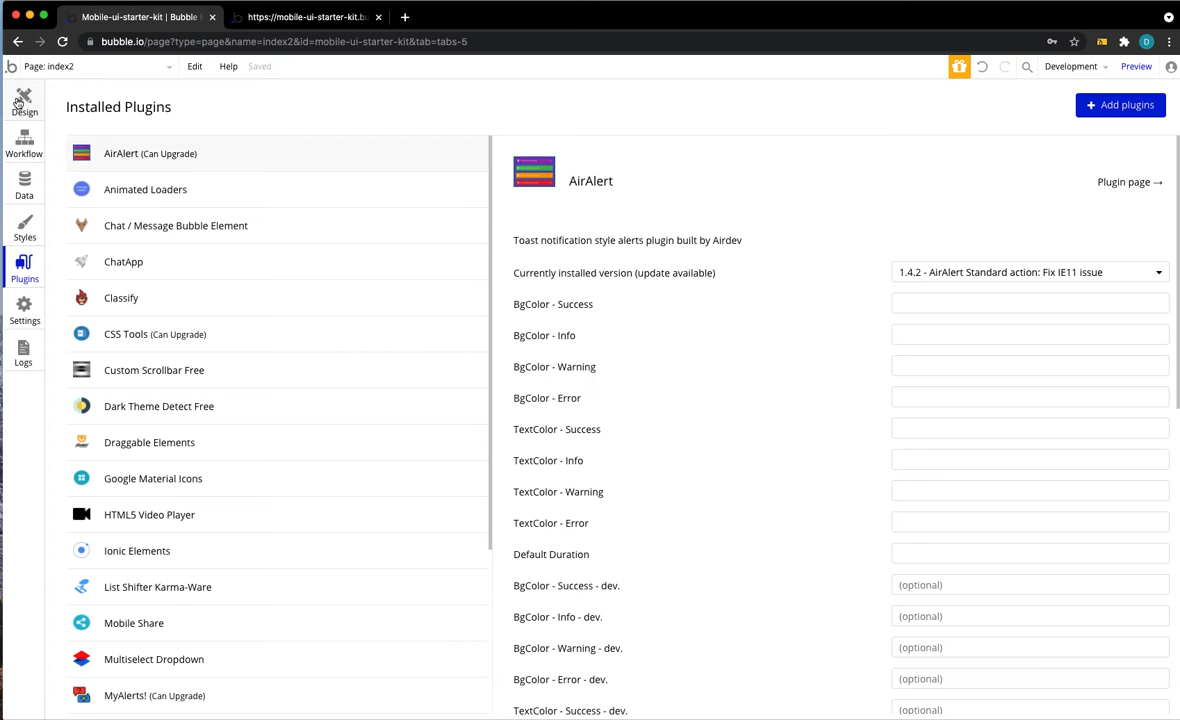 Mobile-ui-starter-kit | Bubble
https://mobile-ui-starter-kit.bu
bubble.io/page?type=page&name=index2&id=mobile-ui-starter-kit&tab=tabs-5
Page: index2
Edit
Help
Saved
Development
Preview
Design
Workflow
Data
Styles
Plugins
Settings
Logs
Installed Plugins
+ Add plugins
AirAlert (Can Upgrade)
Animated Loaders
Chat / Message Bubble Element
ChatApp
Classify
CSS Tools (Can Upgrade)
Custom Scrollbar Free
Dark Theme Detect Free
Draggable Elements
Google Material Icons
HTML5 Video Player
Ionic Elements
List Shifter Karma-Ware
Mobile Share
Multiselect Dropdown
MyAlerts! (Can Upgrade)
AirAlert
Plugin page →
Toast notification style alerts plugin built by Airdev
Currently installed version (update available)
1.4.2 - AirAlert Standard action: Fix IE11 issue
BgColor - Success
BgColor - Info
BgColor - Warning
BgColor - Error
TextColor - Success
TextColor - Info
TextColor - Warning
TextColor - Error
Default Duration
BgColor - Success - dev.
(optional)
BgColor - Info - dev.
(optional)
BgColor - Warning - dev.
(optional)
BgColor - Error - dev.
(optional)
TextColor - Success - dev.
(optional)